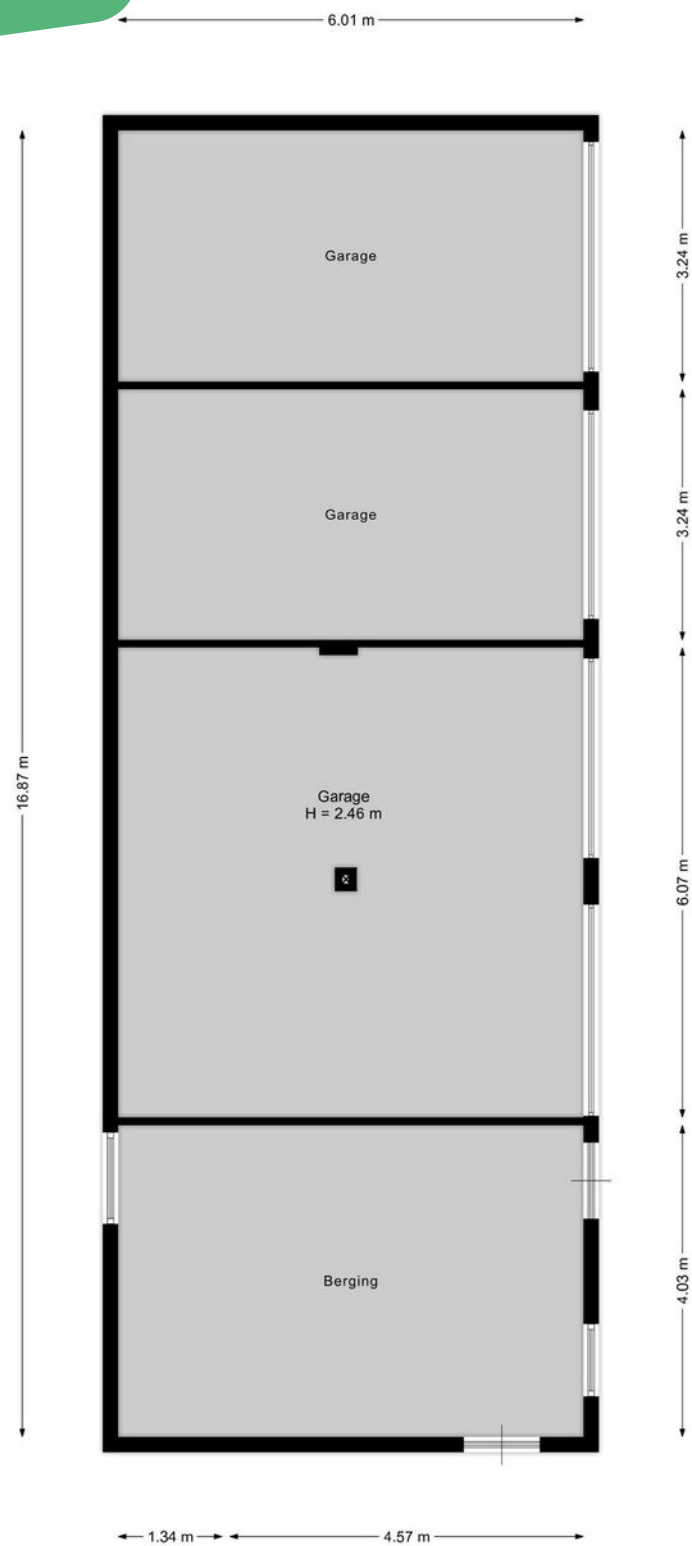 6.01 m
Garage
3.24 m
Garage
3.24 m
16.87 m
Garage
H = 2.46 m
6.07 m
Berging
4.03 m
1.34 m
4.57 m